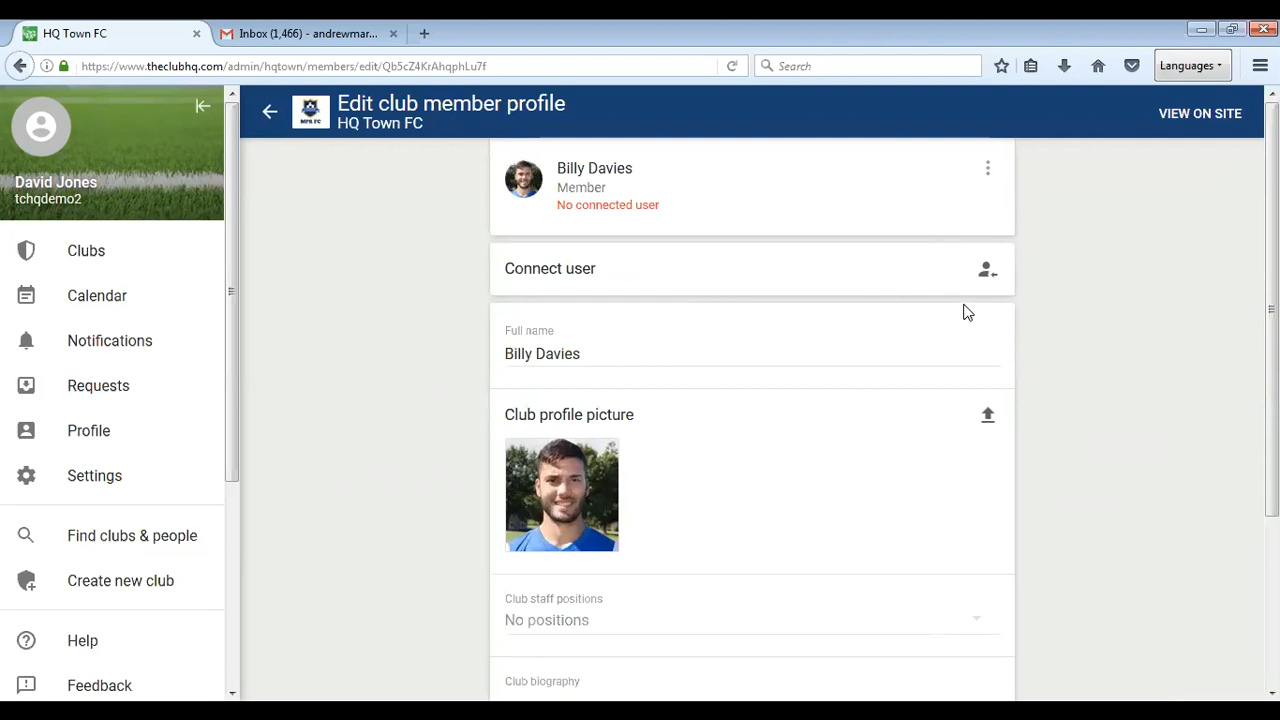 HQ Town FC
Inbox (1,466) - andrewmar...
https://www.theclubhq.com/admin/hqtown/members/edit/Qb5cZ4KrAhqphLu7f
Search
Languages
Edit club member profile
HQ Town FC
VIEW ON SITE
MPR FC
David Jones
tchqdemo2
Clubs
Calendar
Notifications
Requests
Profile
Settings
Find clubs & people
Create new club
Help
Feedback
Billy Davies
Member
No connected user
Connect user
Full name
Billy Davies
Club profile picture
Club staff positions
No positions
Club biography